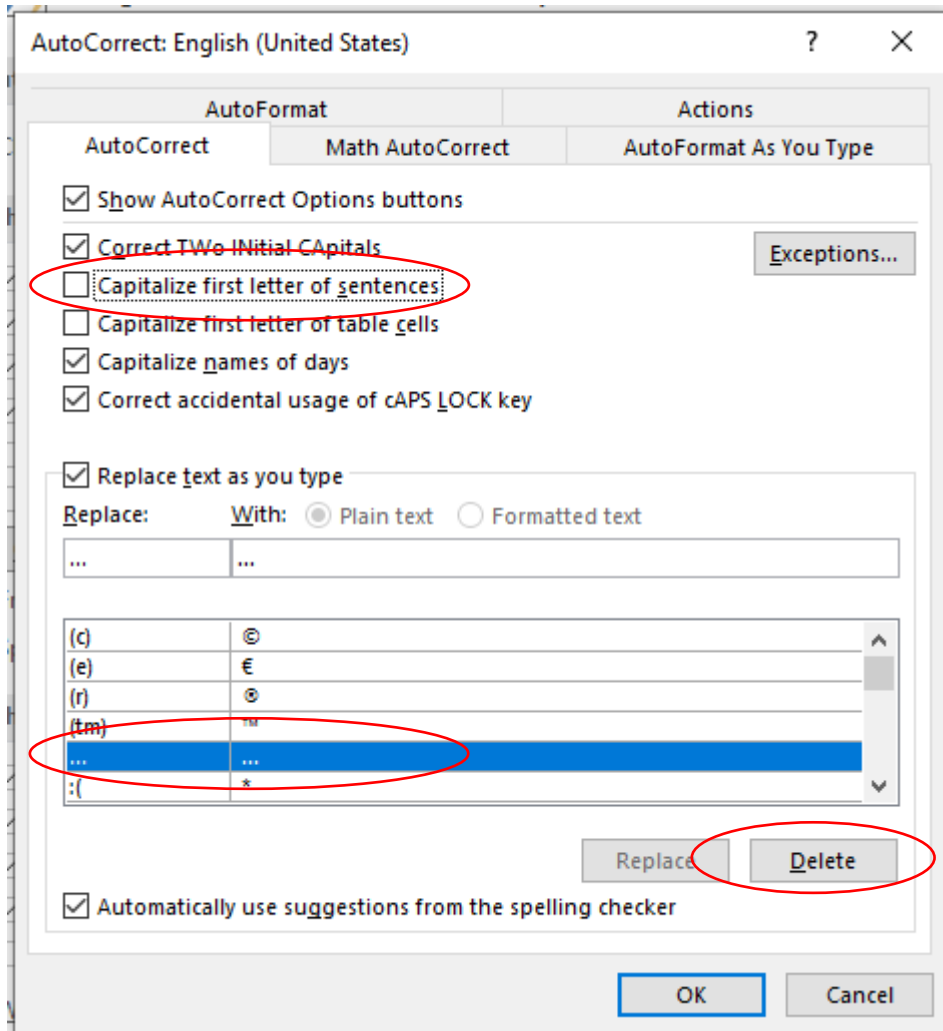 AutoCorrect: English (United States) ? ×
AutoFormat Actions
AutoCorrect Math AutoCorrect AutoFormat As You Type
Show AutoCorrect Options buttons
Correct TWo INitial CApitals Exceptions...
Capitalize first letter of sentences
Capitalize first letter of table cells
Capitalize names of days
Correct accidental usage of cAPS LOCK key
Replace text as you type
Replace: With: Plain text Formatted text
... ...
(c) ©
(e) €
(r) ®
(tm) ™
... ...
:( *
Replace Delete
Automatically use suggestions from the spelling checker
OK Cancel